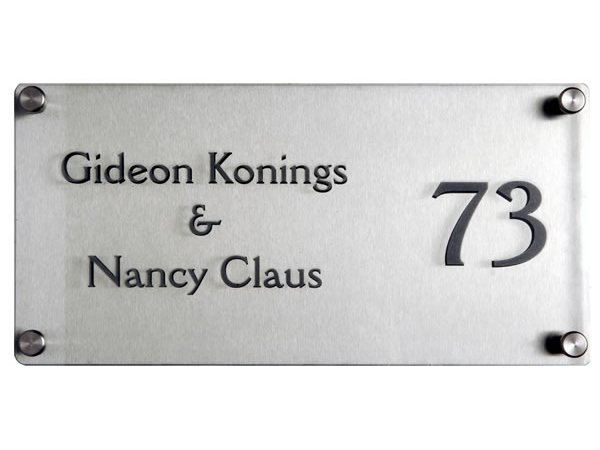 Gideon Konings
&
Nancy Claus
73